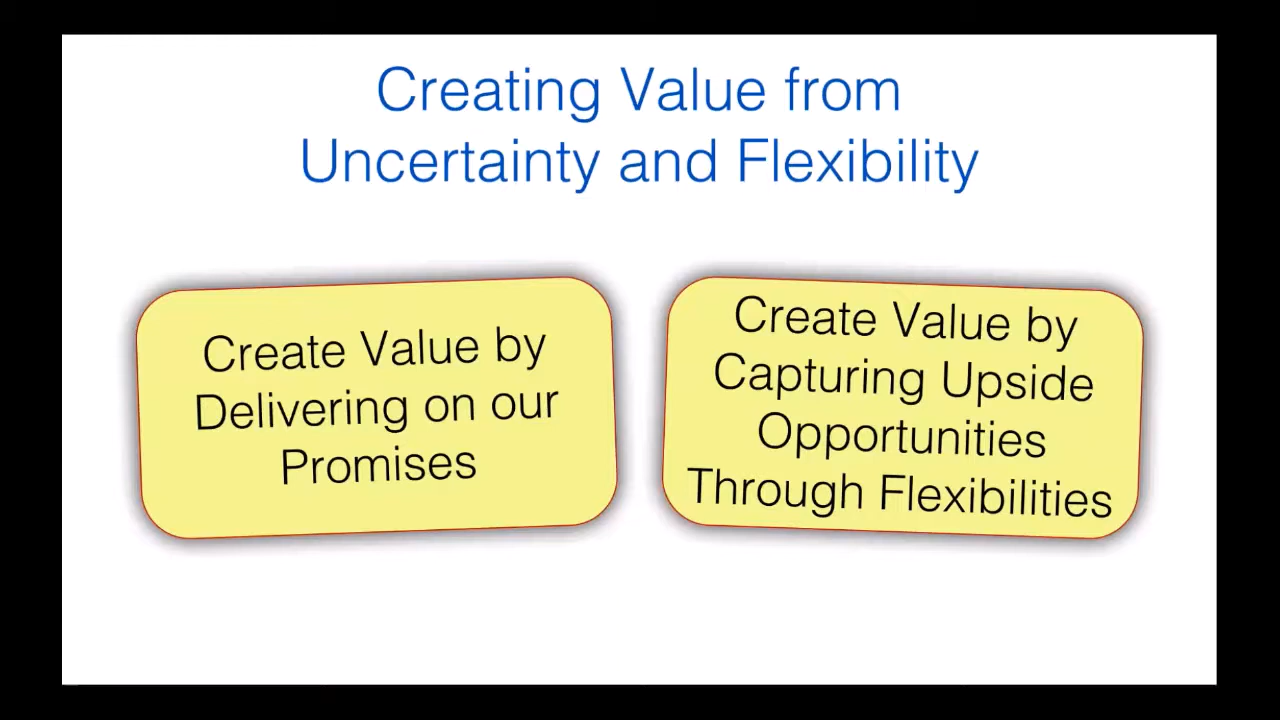 Creating Value from
Uncertainty and Flexibility
Create Value by
Delivering on our
Promises
Create Value by
Capturing Upside
Opportunities
Through Flexibilities